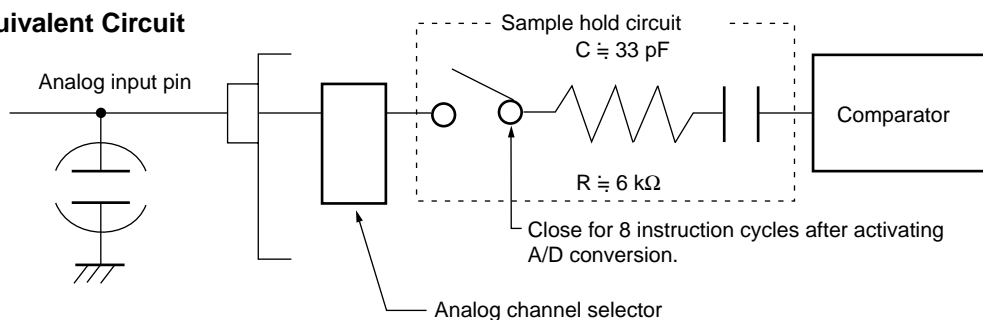 uivalent Circuit
Sample hold circuit
C ≒ 33 pF
Analog input pin
Comparator
R ≒ 6 kΩ
Close for 8 instruction cycles after activating
A/D conversion.
Analog channel selector